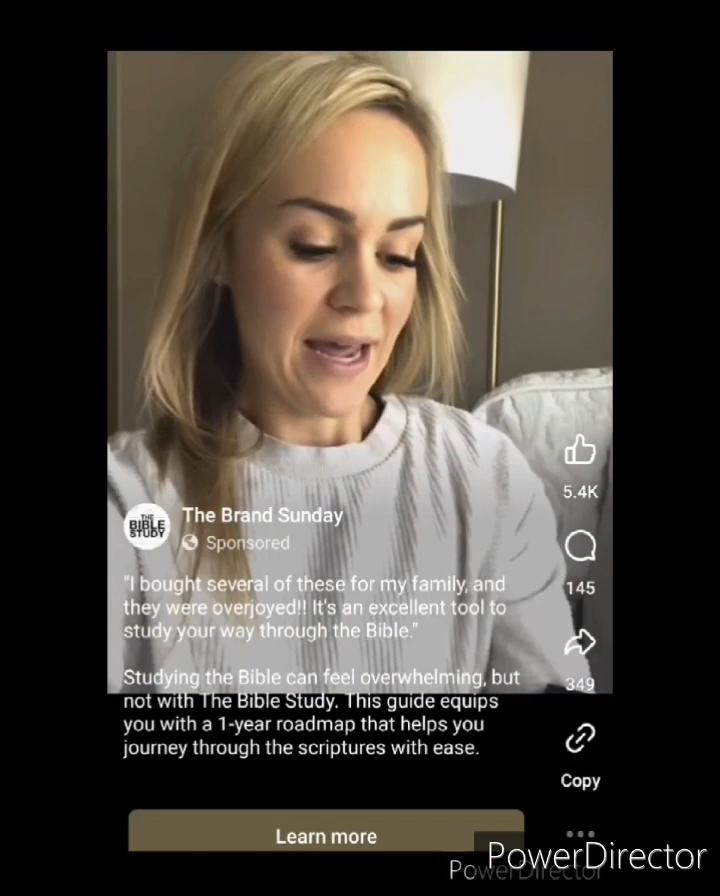 5.4K
THE
BIBLE
STUDY
The Brand Sunday
Sponsored
145
"I bought several of these for my family, and
they were overjoyed!! It's an excellent tool to
study your way through the Bible."
349
Studying the Bible can feel overwhelming, but
not with The Bible Study. This guide equips
you with a 1-year roadmap that helps you
journey through the scriptures with ease.
Copy
Learn more
PowerDirector
PowerDirector